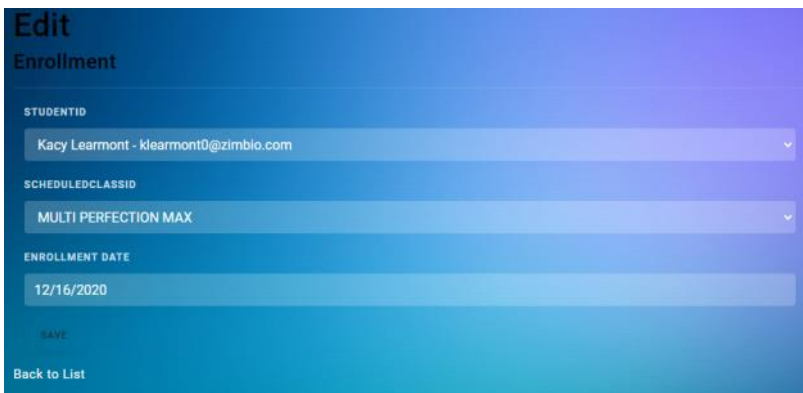 Edit
Enrollment
STUDENTID
Kacy Learmont - klearmont0@zimbio.com
SCHEDULEDCLASSID
MULTI PERFECTION MAX
ENROLLMENT DATE
12/16/2020
SAVE
Back to List